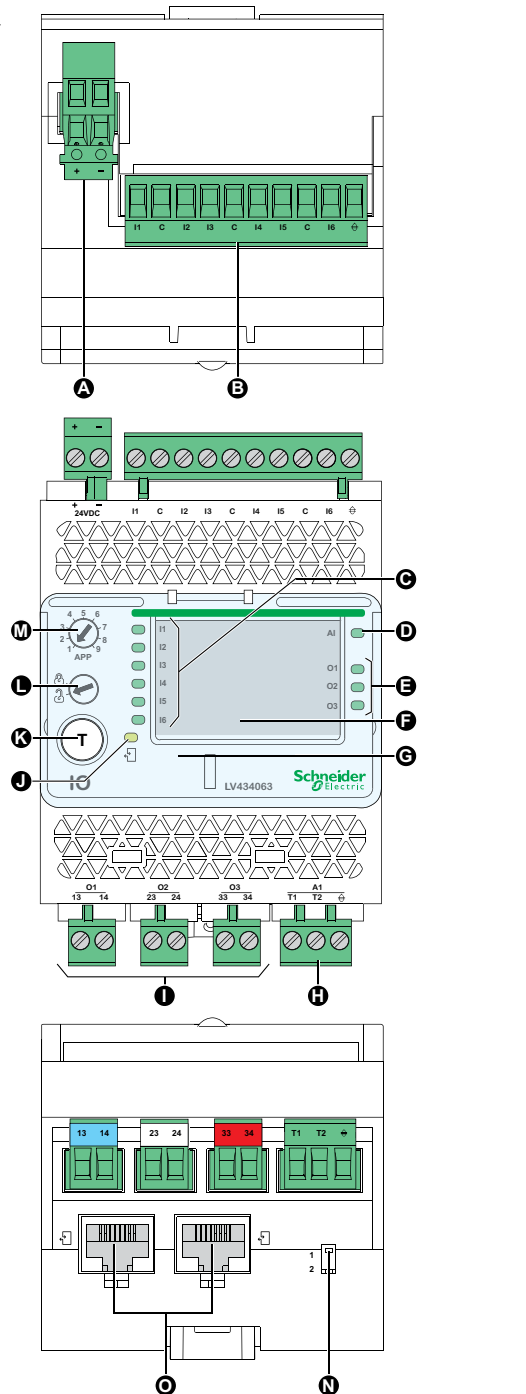 + −
I1 C I2 I3 C I4 I5 C I6
A B
+ −
+ −
24VDC I1 C I2 I3 C I4 I5 C I6
C
4 5 6
M 3 7 I1 AI D
2 8 I2
1 9
APP
I3 O1
L I4 O2 E
I5 O3
I6 F
K T
G
J
IO Schneider
Electric
LV434063
O1 O2 O3 A1
13 14 23 24 33 34 T1 T2
I H
13 14 23 24 33 34 T1 T2
1
2
O N